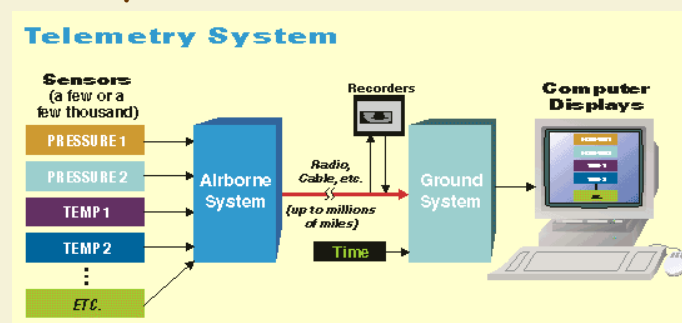 Telemetry System
Sensors
(a few or a
few thousand)
PRESSURE 1
PRESSURE 2
TEMP 1
TEMP 2
ETC.
Airborne
System
Radio,
Cable, etc.
(up to millions
of miles)
Recorders
Time
Ground
System
Computer
Displays